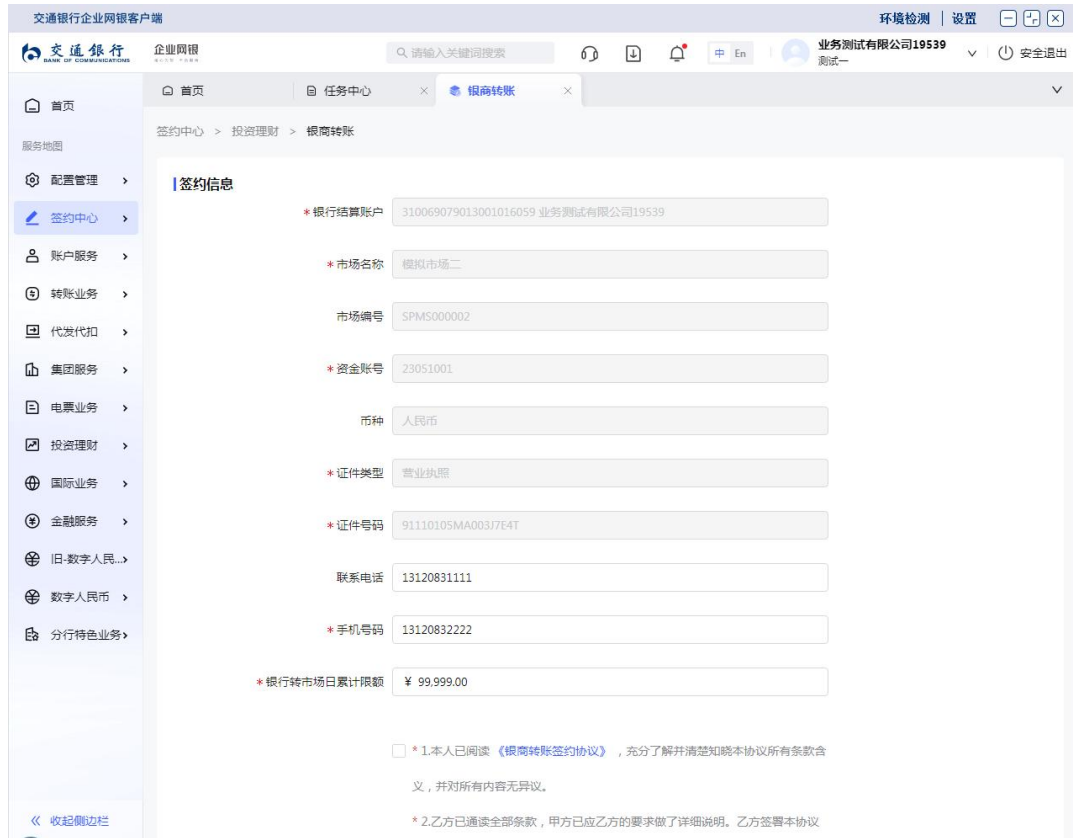 交通银行企业网银客户端
环境检测 | 设置
交通銀行
BANK OF COMMUNICATIONS
企业网银
请输入关键词搜索
中 En
业务测试有限公司19539
测试一
安全退出
首页
任务中心
银商转账
首页
服务地图
配置管理
签约中心
账户服务
转账业务
代发代扣
集团服务
电票业务
投资理财
国际业务
金融服务
旧-数字人民...
数字人民币
分行特色业务
收起侧边栏
签约中心 > 投资理财 > 银商转账
签约信息
*银行结算账户 310069079013001016059 业务测试有限公司19539
*市场名称 模拟市场二
市场编号 SPMS000002
*资金账号 23051001
币种 人民币
*证件类型 营业执照
*证件号码 91110105MA003J7E4T
联系电话 13120831111
*手机号码 13120832222
*银行转市场日累计限额 ¥ 99,999.00
* 1.本人已阅读 《银商转账签约协议》 ,充分了解并清楚知晓本协议所有条款含
义,并对所有内容无异议。
* 2.乙方已通读全部条款,甲方已应乙方的要求做了详细说明。乙方签署本协议